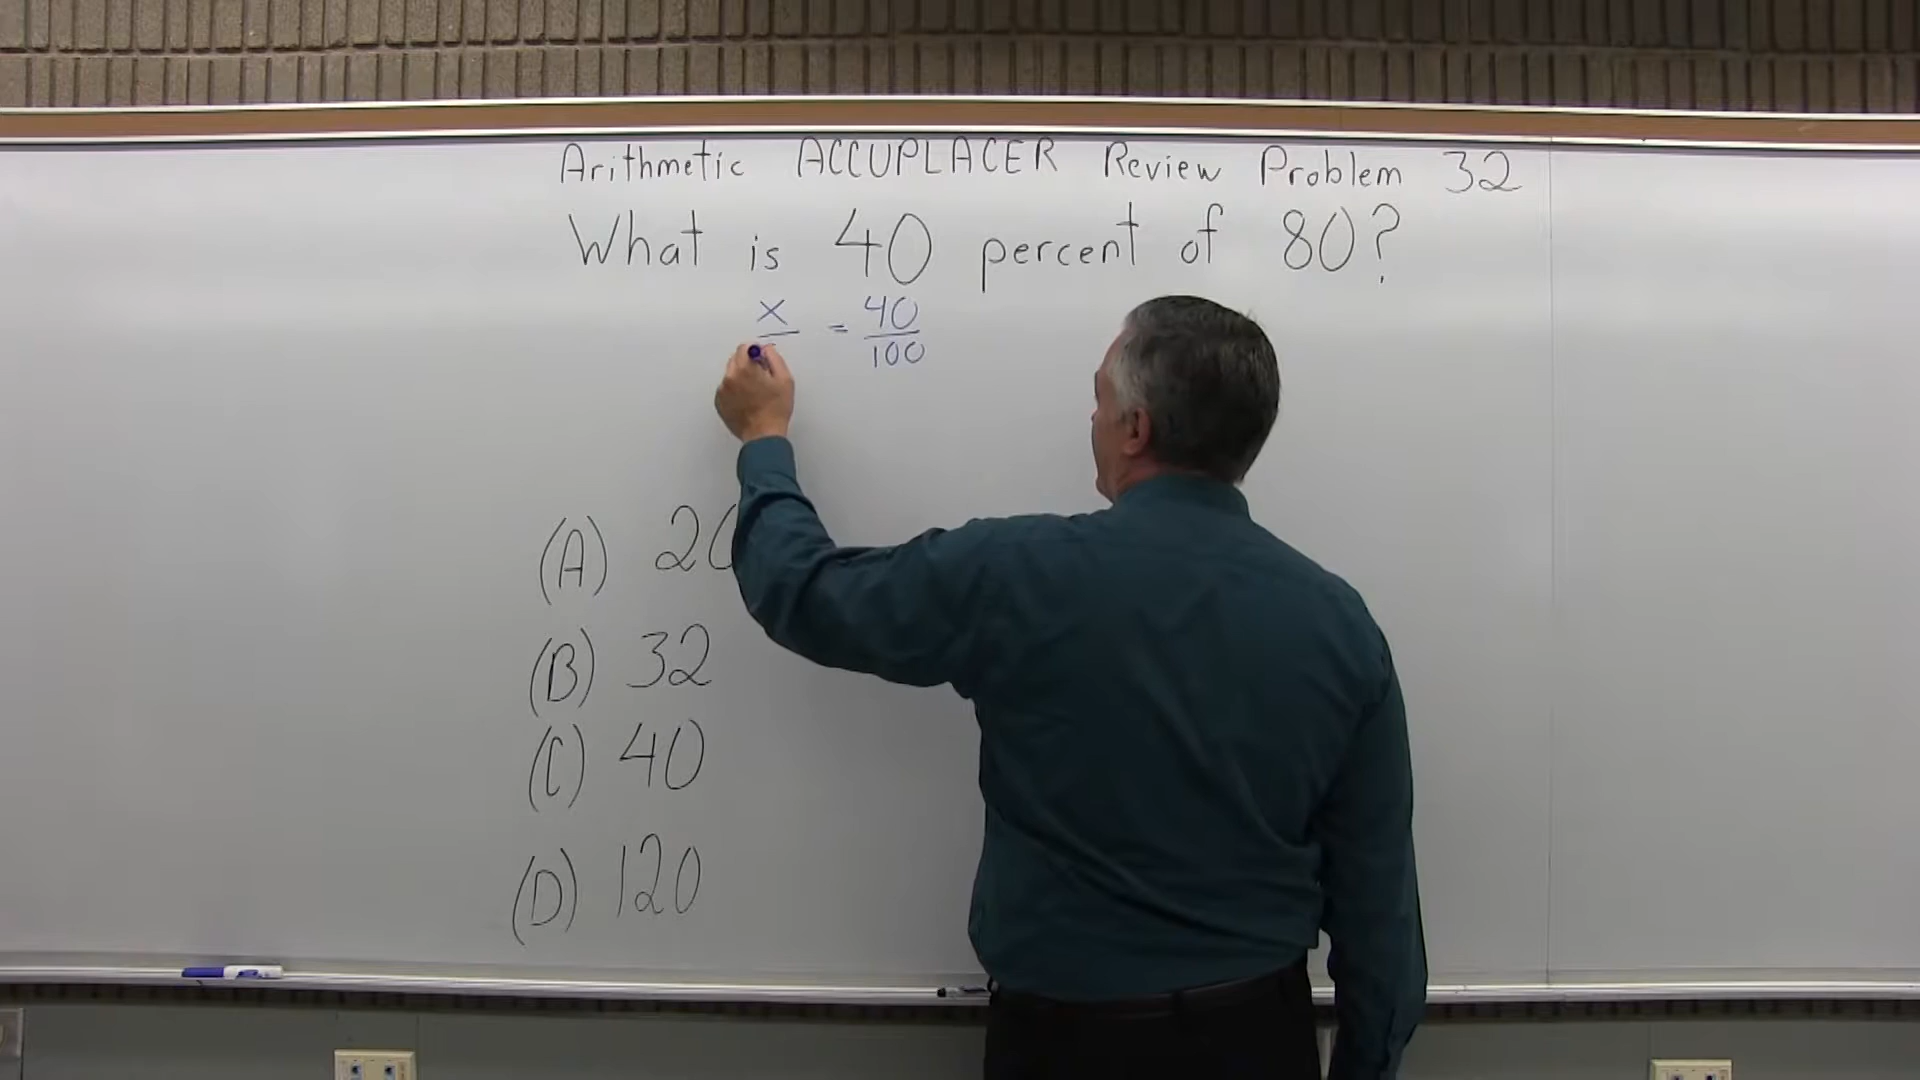 Arithmetic ACCUPLACER Review Problem 32
What is 40 percent of 80?
x = 40
100
(A)
(B) 32
(C) 40
(D) 120